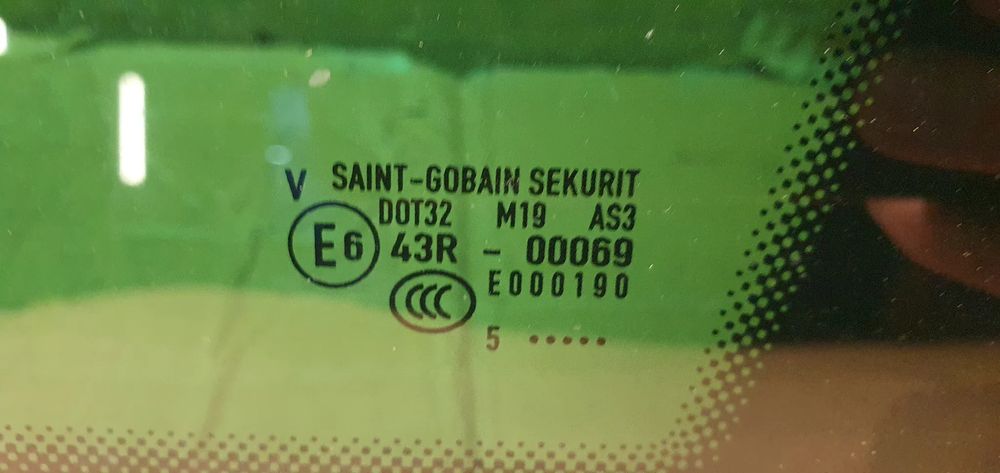 V SAINT-GOBAIN SEKURIT
DOT32 M19 AS3
E6 43R - 00069
CCC E000190
5 •••••